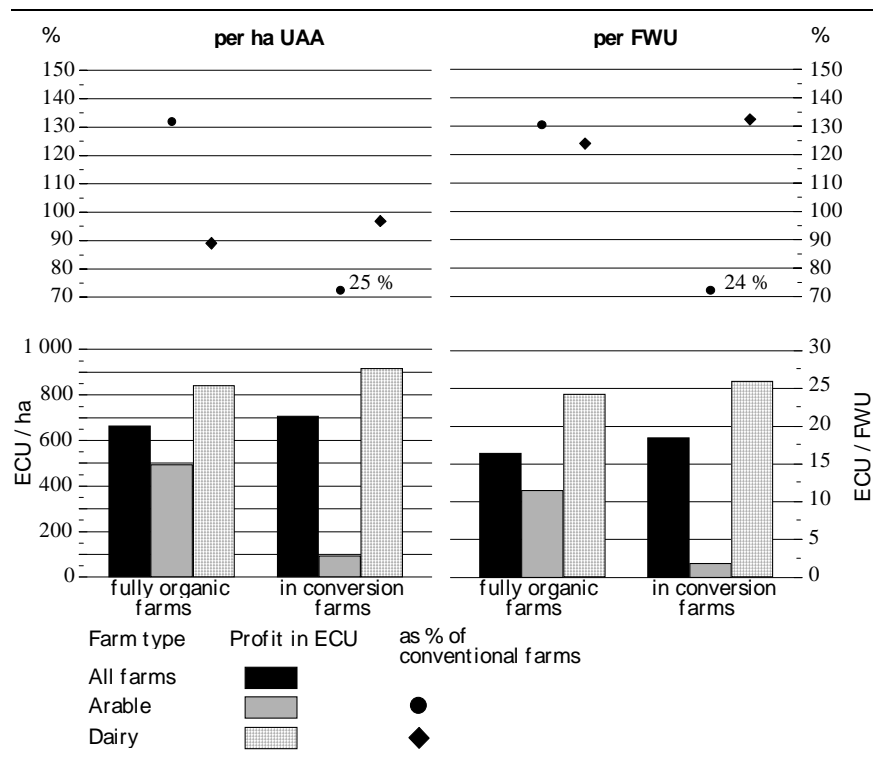 % per ha UAA per FWU %
150 150
140 140
130 130
120 120
110 110
100 100
90 90
80 25 % 24 % 80
70 70
1 000 30
800 25
600 20
400 15
200 10
0 5
0
ECU / ha
ECU / FWU
fully organic farms
in conversion farms
fully organic farms
in conversion farms
Farm type Profit in ECU as % of
conventional farms
All farms
Arable
Dairy